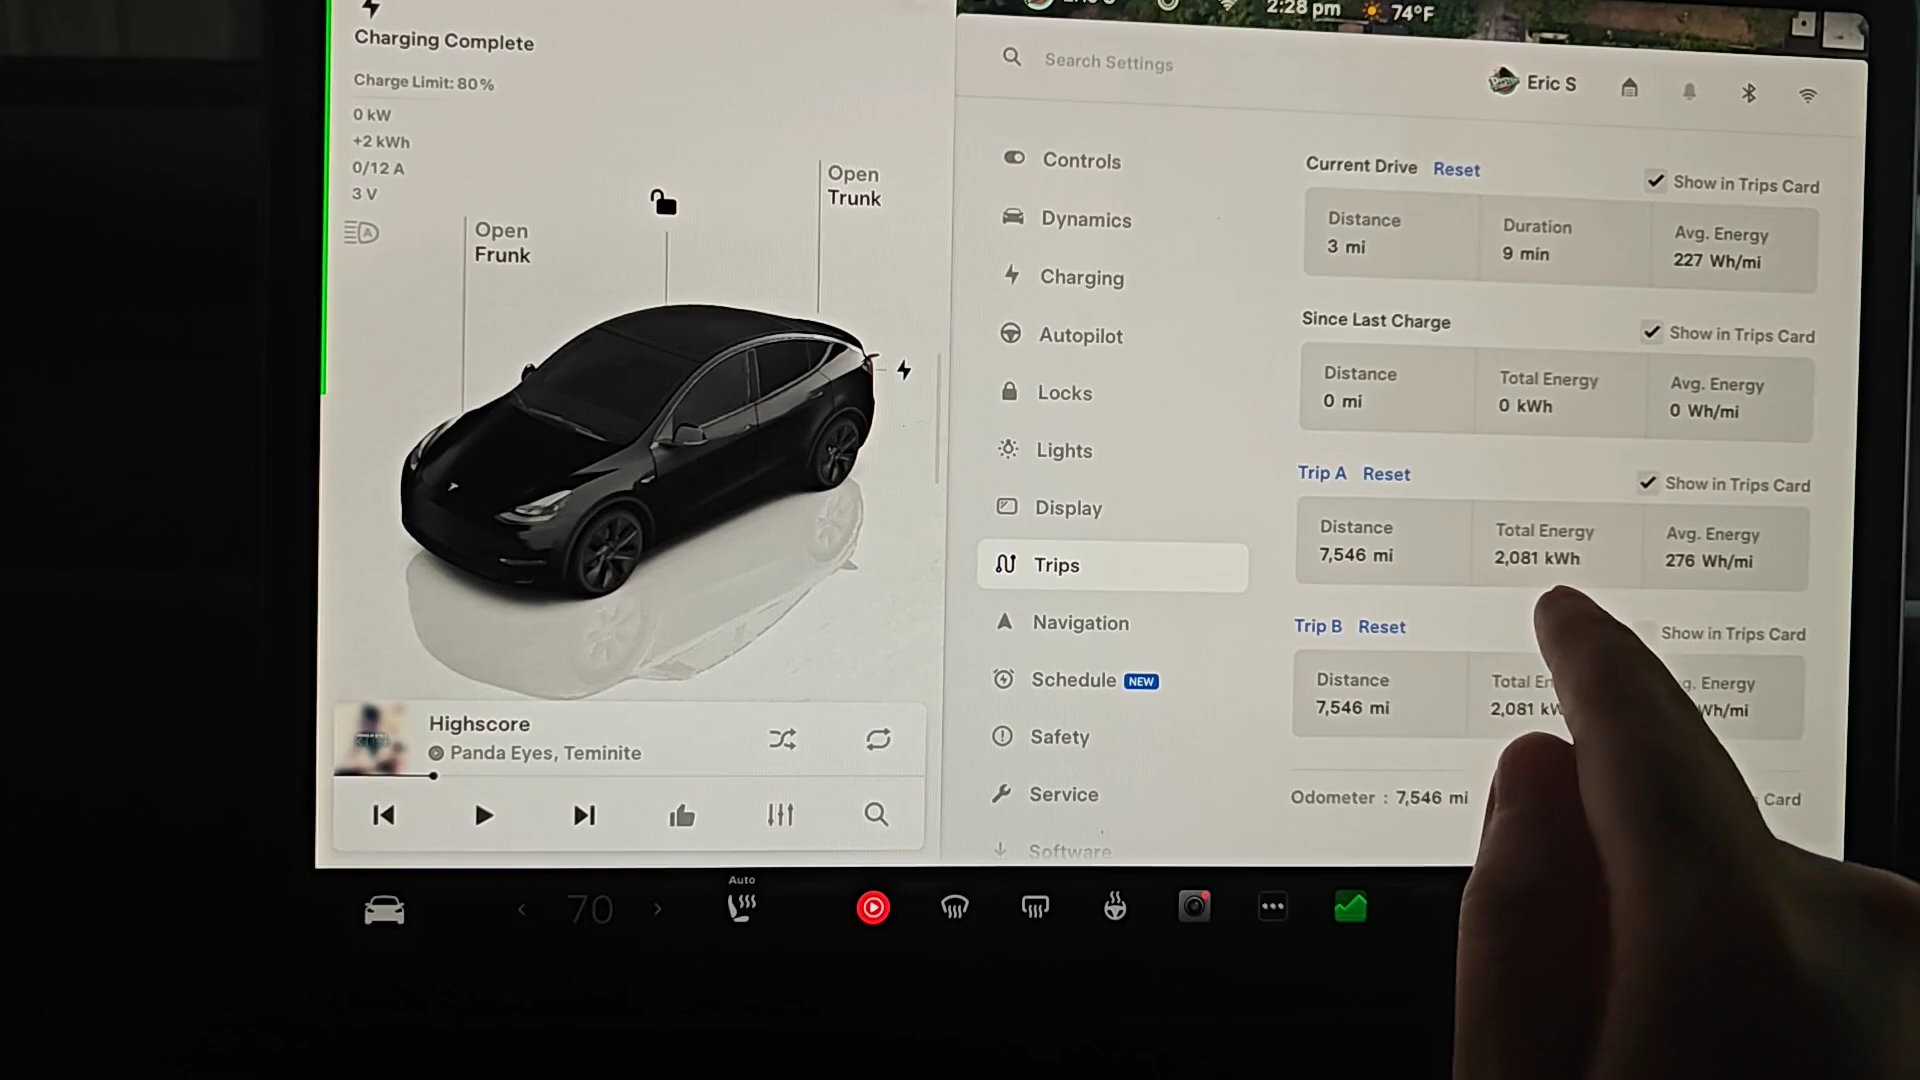 2:28 pm 74°F
Charging Complete
Charge Limit: 80%
0 kW
+2 kWh
0/12 A
3 V
Open
Frunk
Open
Trunk
Highscore
Panda Eyes, Teminite
Search Settings
Eric S
Controls
Dynamics
Charging
Autopilot
Locks
Lights
Display
Trips
Navigation
Schedule NEW
Safety
Service
Software
Current Drive Reset
Show in Trips Card
Distance
3 mi
Duration
9 min
Avg. Energy
227 Wh/mi
Since Last Charge
Show in Trips Card
Distance
0 mi
Total Energy
0 kWh
Avg. Energy
0 Wh/mi
Trip A Reset
Show in Trips Card
Distance
7,546 mi
Total Energy
2,081 kWh
Avg. Energy
276 Wh/mi
Trip B Reset
Show in Trips Card
Distance
7,546 mi
Total
2,081
Energy
Wh/mi
Odometer : 7,546 mi
Card
70
Auto